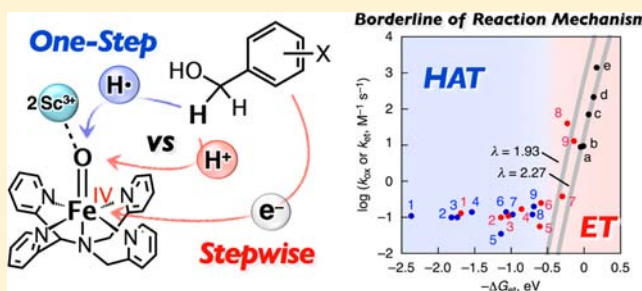 One-Step
H•
2Sc3+
O
IV
Fe
N
N
N
N
N
HO
X
H
H
vs
H+
e−
Stepwise
Borderline of Reaction Mechanism
log (kox or ket, M−1 s−1)
4
3
2
1
0
-1
-2
-3
-4
HAT
ET
λ = 1.93
λ = 2.27
e
d
c
b
a
8
9
7
1
2
3
1
4
5
6
7
2
3
4
9
8
6
5
-2.5
-2.0
-1.5
-1.0
-0.5
0
0.5
−ΔGet, eV